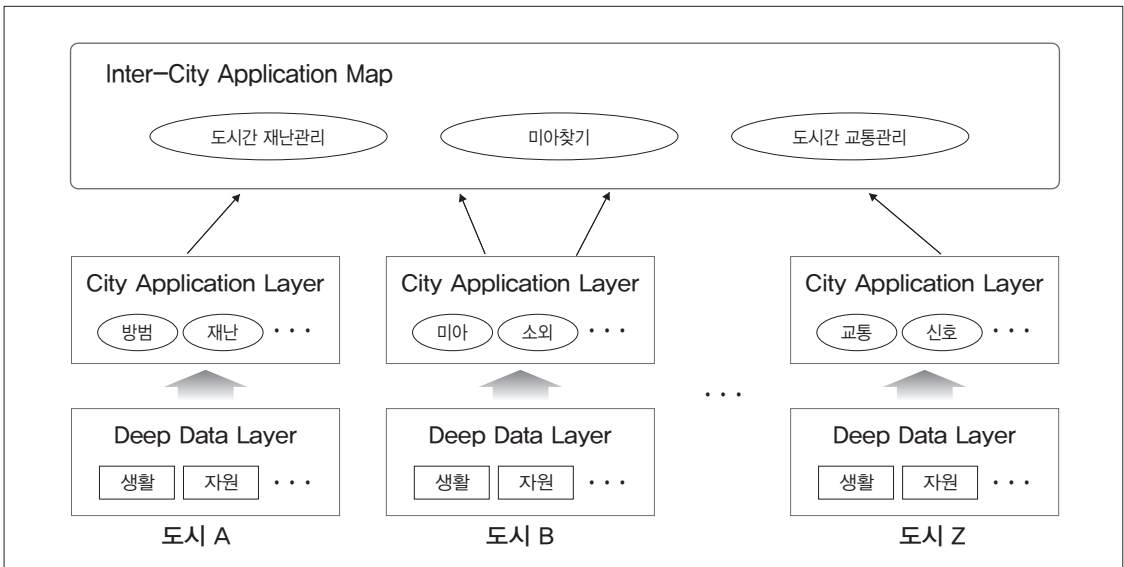 Inter-City Application Map
도시간 재난관리 미아찾기 도시간 교통관리
City Application Layer City Application Layer City Application Layer
방범 재난 · · · 미아 소외 · · · 교통 신호 · · ·
· · ·
Deep Data Layer Deep Data Layer Deep Data Layer
생활 자원 · · · 생활 자원 · · · 생활 자원 · · ·
도시 A 도시 B 도시 Z